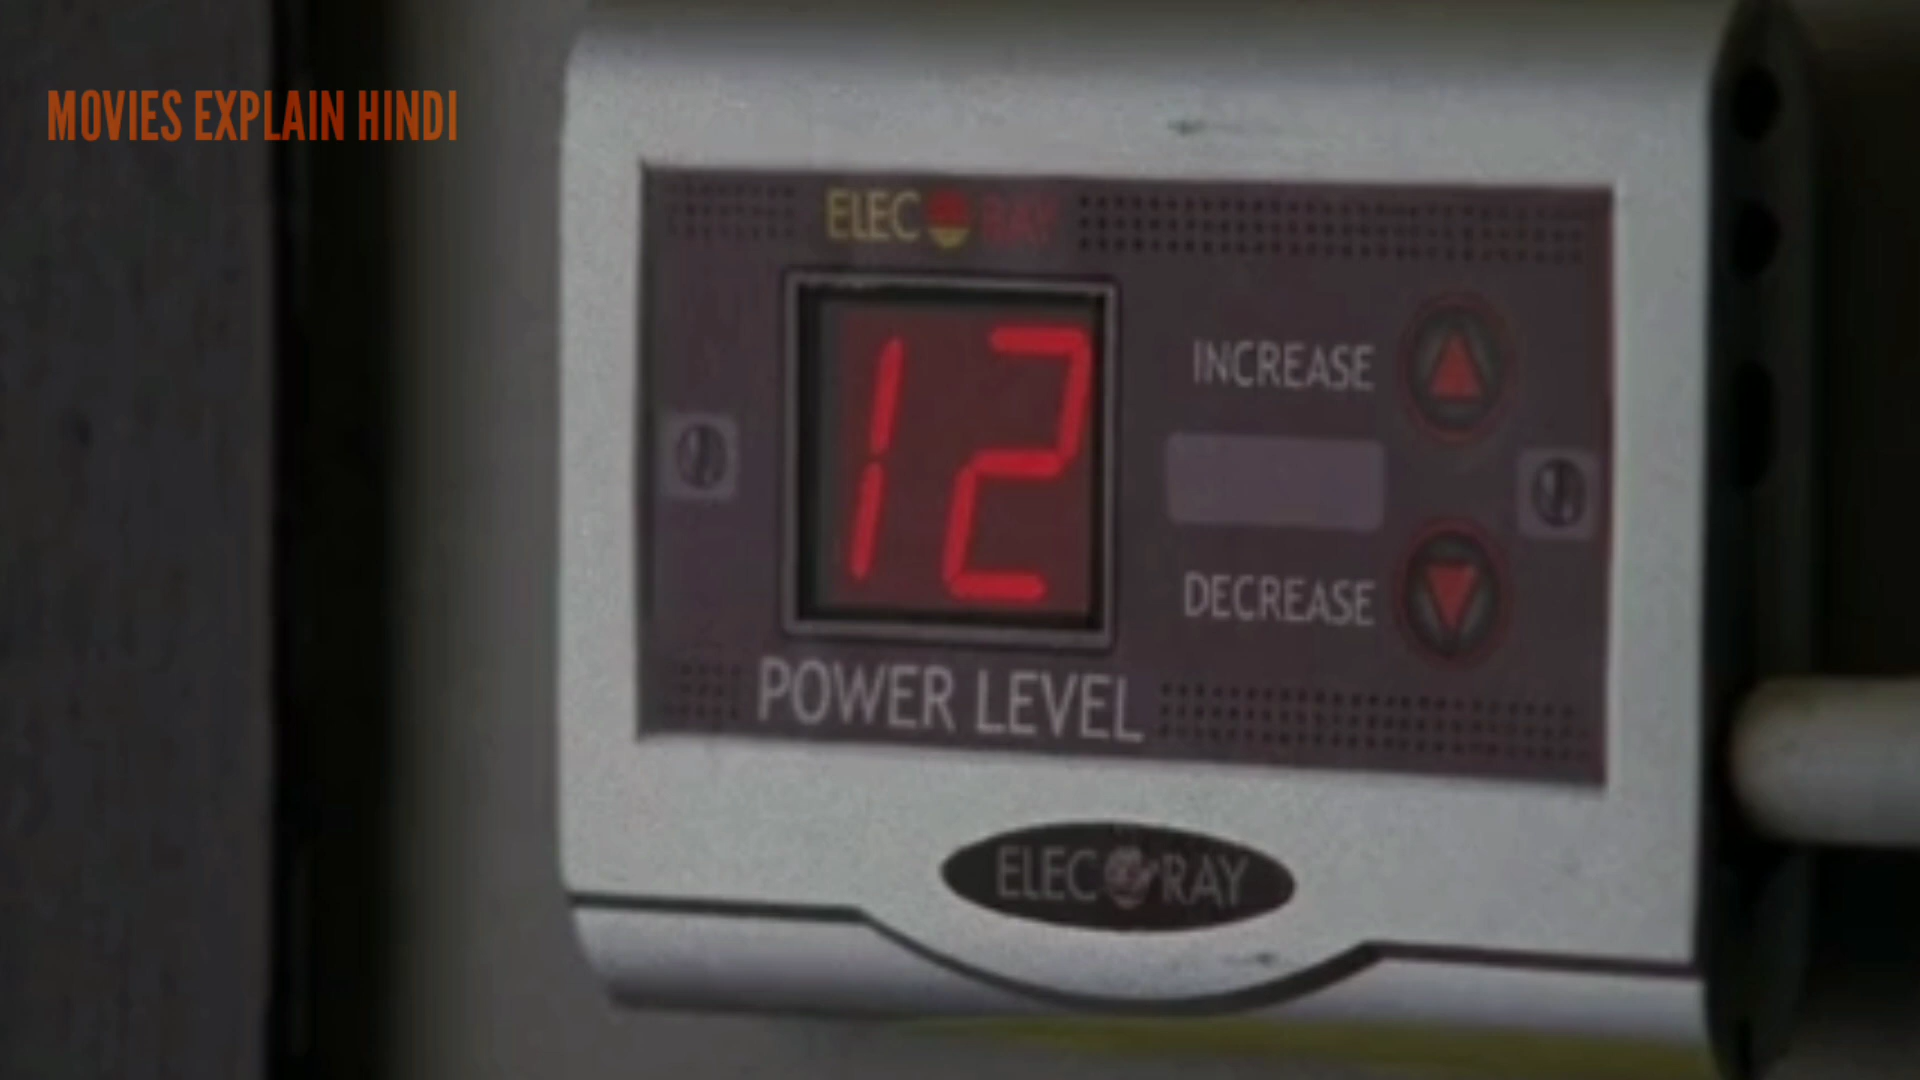 MOVIES EXPLAIN HINDI
ELEC RAY
12
INCREASE
DECREASE
POWER LEVEL
ELEC RAY